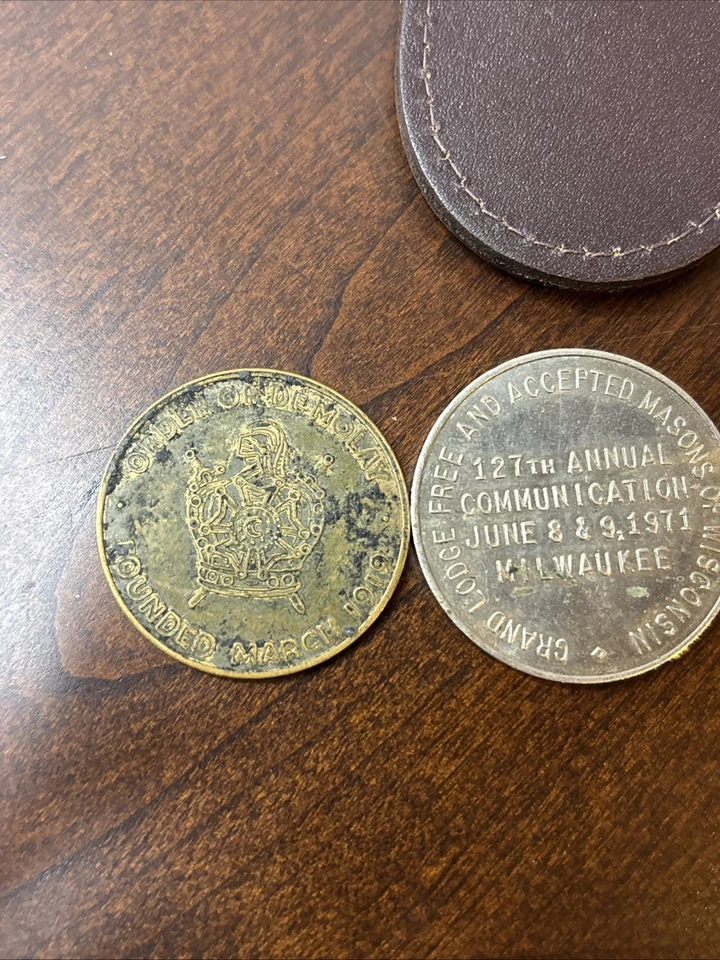 ORDER OF DEMOLAY
FOUNDED MARCH 1919
GRAND LODGE FREE AND ACCEPTED MASONS OF WISCONSIN
127TH ANNUAL
COMMUNICATION
JUNE 8 & 9, 1971
MILWAUKEE